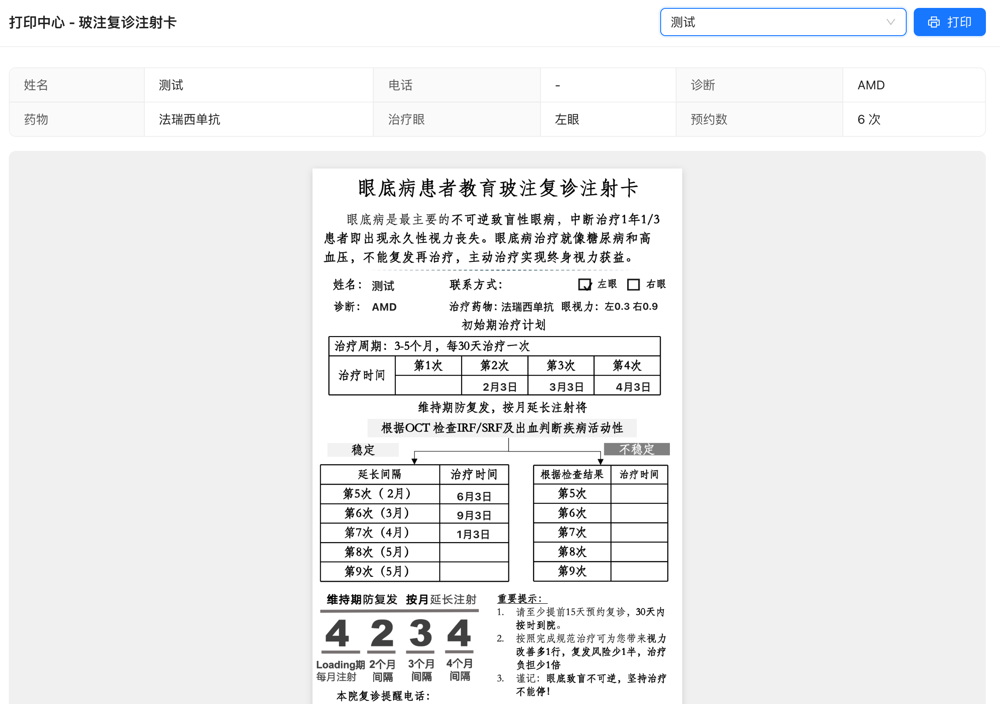 打印中心 - 玻注复诊注射卡
测试
打印
姓名 测试 电话 - 诊断 AMD
药物 法瑞西单抗 治疗眼 左眼 预约数 6 次
眼底病患者教育玻注复诊注射卡
眼底病是最主要的不可逆致盲性眼病，中断治疗1年1/3
患者即出现永久性视力丧失。眼底病治疗就像糖尿病和高
血压，不能复发再治疗，主动治疗实现终身视力获益。
姓名： 测试 联系方式： 左眼 右眼
诊断： AMD 治疗药物：法瑞西单抗 眼视力：左0.3 右0.9
初始期治疗计划
治疗周期：3-5个月，每30天治疗一次
治疗时间 第1次 第2次 第3次 第4次
2月3日 3月3日 4月3日
维持期防复发，按月延长注射将
根据OCT 检查IRF/SRF及出血判断疾病活动性
稳定 不稳定
延长间隔 治疗时间
第5次（ 2月） 6月3日
第6次（3月） 9月3日
第7次（4月） 1月3日
第8次（5月）
第9次（5月）
根据检查结果 治疗时间
第5次
第6次
第7次
第8次
第9次
维持期防复发 按月延长注射
4 2 3 4
Loading期 2个月 3个月 4个月
每月注射 间隔 间隔 间隔
本院复诊提醒电话：
重要提示：
1. 请至少提前15天预约复诊，30天内
按时到院。
2. 按照完成规范治疗可为您带来视力
改善多1行，复发风险少1半，治疗
负担少1倍
3. 谨记：眼底致盲不可逆，坚持治疗
不能停！